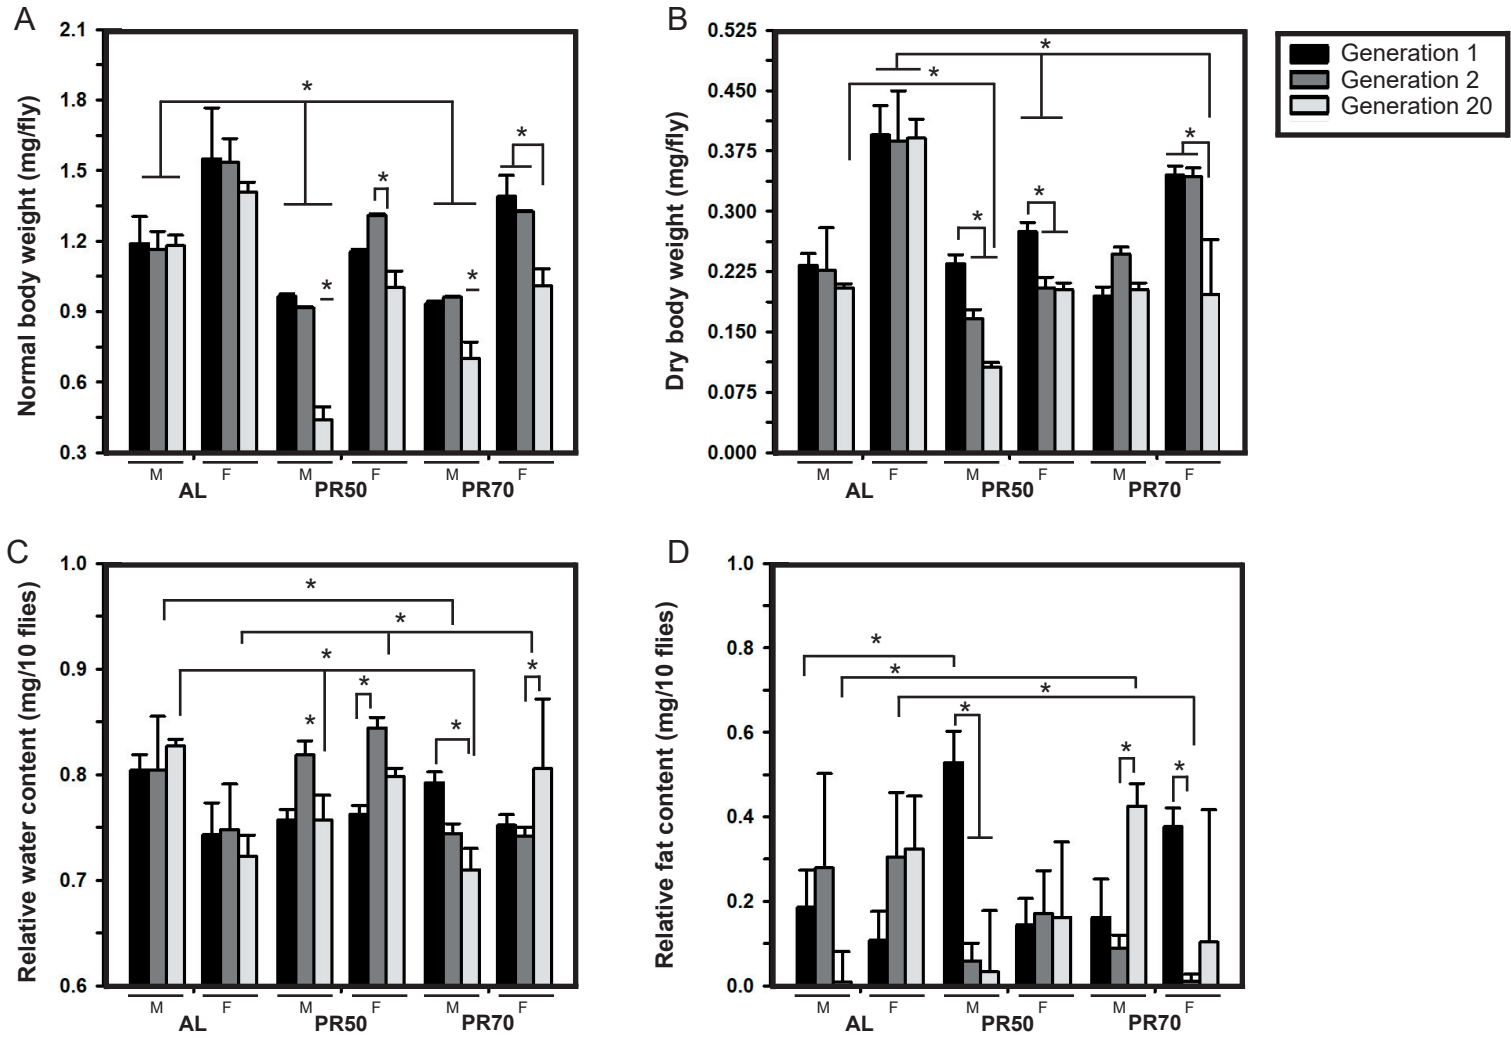 A
Normal body weight (mg/fly)
2.1
1.8
1.5
1.2
0.9
0.6
0.3
*
*
*
*
*
M
F
M
F
M
F
AL
PR50
PR70
B
Dry body weight (mg/fly)
0.525
0.450
0.375
0.300
0.225
0.150
0.075
0.000
*
*
*
*
*
M
F
M
F
M
F
AL
PR50
PR70
Generation 1
Generation 2
Generation 20
C
Relative water content (mg/10 flies)
1.0
0.9
0.8
0.7
0.6
*
*
*
*
*
*
*
M
F
M
F
M
F
AL
PR50
PR70
D
Relative fat content (mg/10 flies)
1.0
0.8
0.6
0.4
0.2
0.0
*
*
*
*
*
*
M
F
M
F
M
F
AL
PR50
PR70